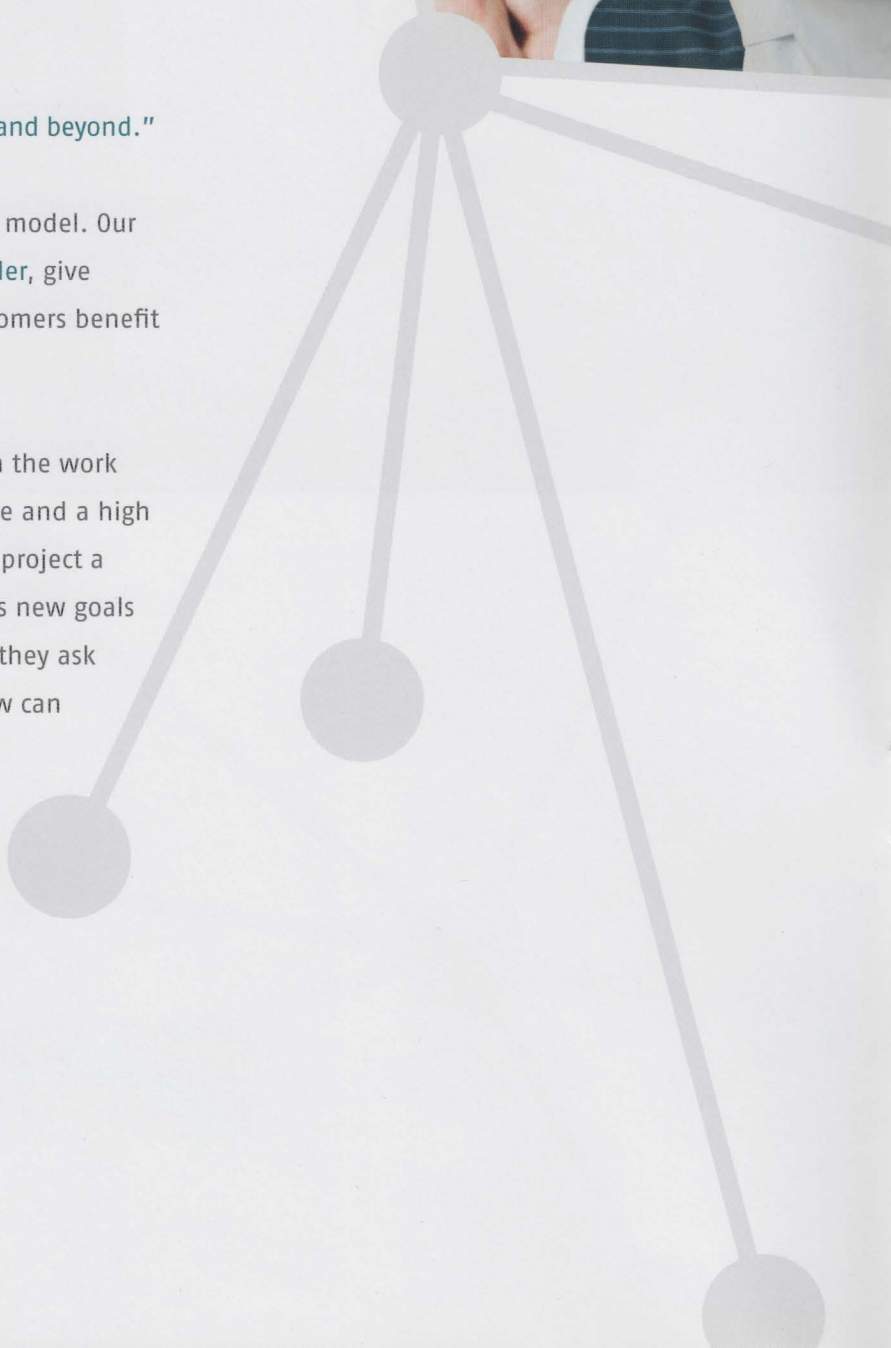 and beyond."
model. Our
ler, give
omers benefit
the work
e and a high
project a
s new goals
they ask
w can